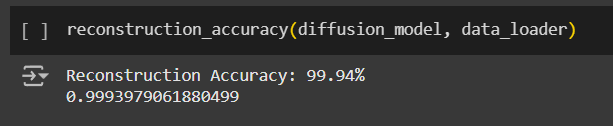 [ ] reconstruction_accuracy(diffusion_model, data_loader)
Reconstruction Accuracy: 99.94%
0.9993979061880499